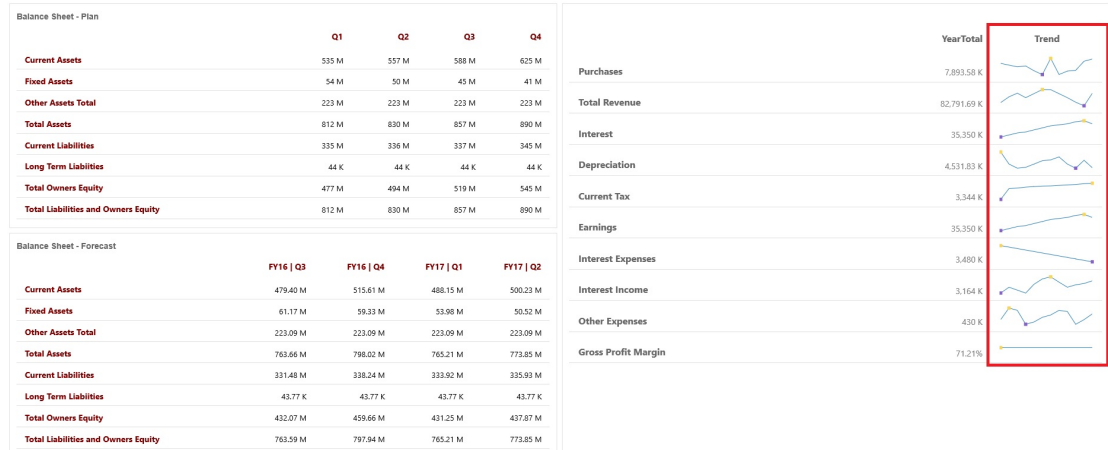 Balance Sheet - Plan
Q1 Q2 Q3 Q4
Current Assets 535 M 557 M 588 M 625 M
Fixed Assets 54 M 50 M 45 M 41 M
Other Assets Total 223 M 223 M 223 M 223 M
Total Assets 812 M 830 M 857 M 890 M
Current Liabilities 335 M 336 M 337 M 345 M
Long Term Liabiities 44 K 44 K 44 K 44 K
Total Owners Equity 477 M 494 M 519 M 545 M
Total Liabilities and Owners Equity 812 M 830 M 857 M 890 M
Balance Sheet - Forecast
FY16 | Q3 FY16 | Q4 FY17 | Q1 FY17 | Q2
Current Assets 479.40 M 515.61 M 488.15 M 500.23 M
Fixed Assets 61.17 M 59.33 M 53.98 M 50.52 M
Other Assets Total 223.09 M 223.09 M 223.09 M 223.09 M
Total Assets 763.66 M 798.02 M 765.21 M 773.85 M
Current Liabilities 331.48 M 338.24 M 333.92 M 335.93 M
Long Term Liabiities 43.77 K 43.77 K 43.77 K 43.77 K
Total Owners Equity 432.07 M 459.66 M 431.25 M 437.87 M
Total Liabilities and Owners Equity 763.59 M 797.94 M 765.21 M 773.85 M
YearTotal Trend
Purchases 7,893.58 K
Total Revenue 82,791.69 K
Interest 35,350 K
Depreciation 4,531.83 K
Current Tax 3,344 K
Earnings 35,350 K
Interest Expenses 3,480 K
Interest Income 3,164 K
Other Expenses 430 K
Gross Profit Margin 71.21%